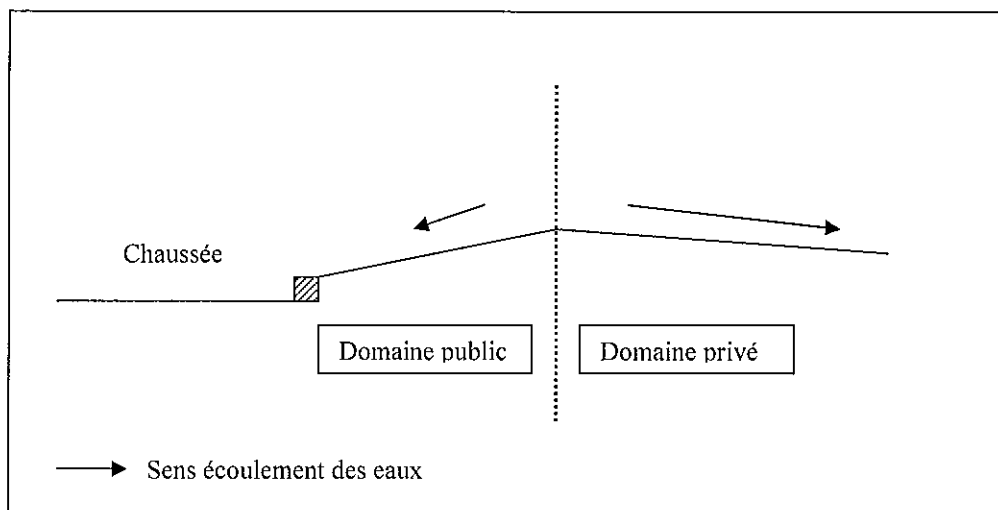 Chaussée
Domaine public
Domaine privé
Sens écoulement des eaux